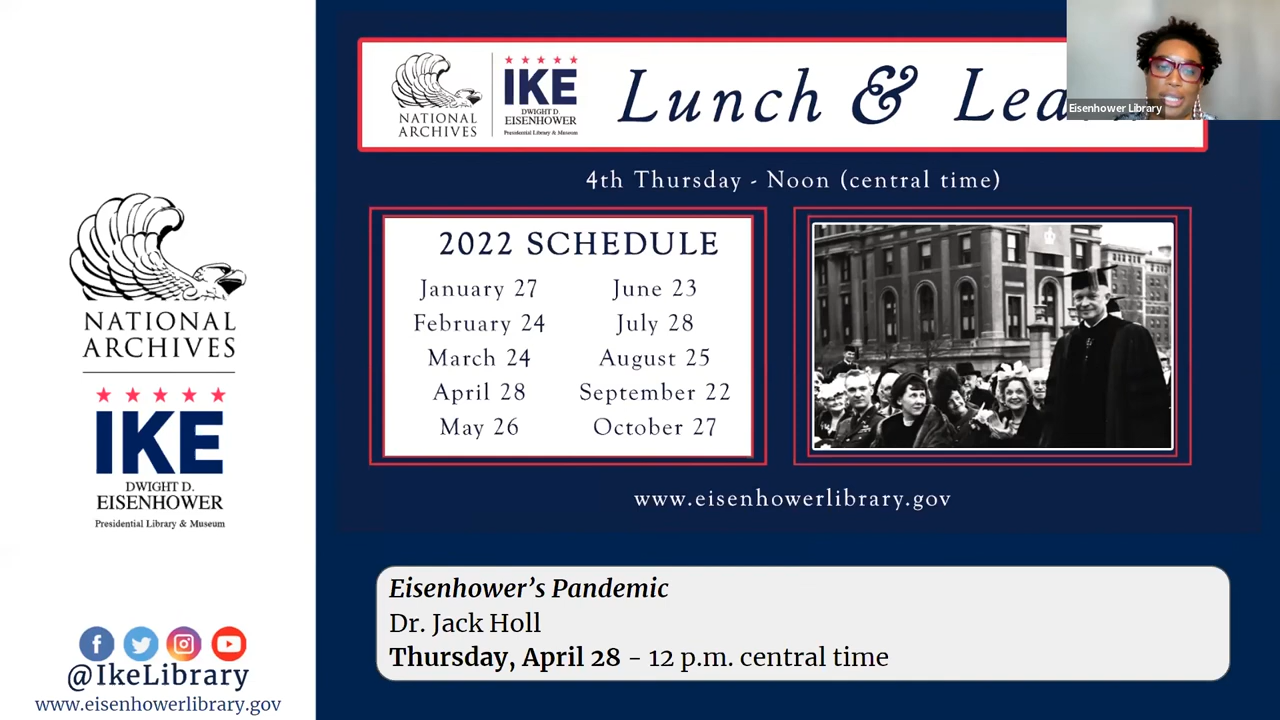 NATIONAL
ARCHIVES
IKE
DWIGHT D.
EISENHOWER
Presidential Library & Museum
Lunch & Lea
Eisenhower Library
4th Thursday - Noon (central time)
2022 SCHEDULE
January 27
June 23
February 24
July 28
March 24
August 25
April 28
September 22
May 26
October 27
www.eisenhowerlibrary.gov
NATIONAL
ARCHIVES
IKE
DWIGHT D.
EISENHOWER
Presidential Library & Museum
@IkeLibrary
www.eisenhowerlibrary.gov
Eisenhower's Pandemic
Dr. Jack Holl
Thursday, April 28 - 12 p.m. central time